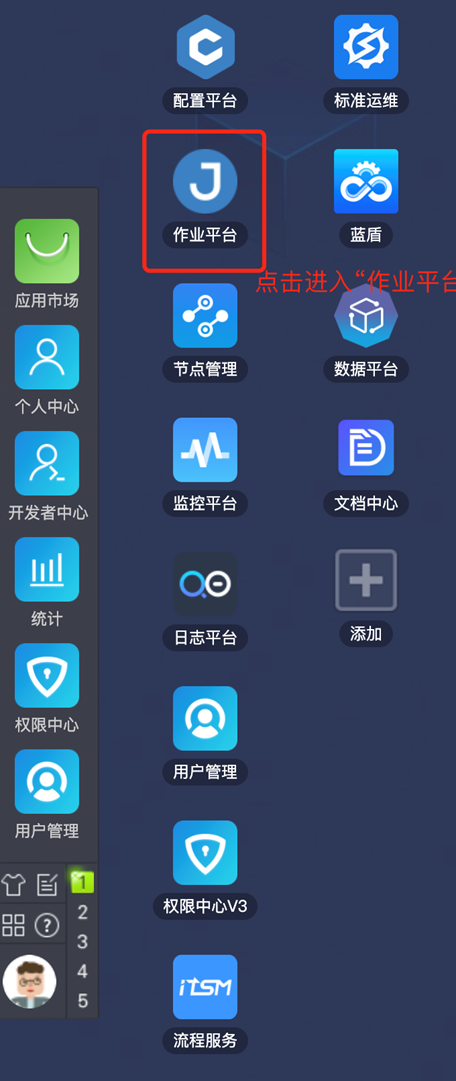 配置平台
标准运维
J
作业平台
蓝盾
点击进入“作业平台
节点管理
数据平台
监控平台
文档中心
日志平台
添加
用户管理
权限中心V3
iTSM
流程服务
应用市场
个人中心
开发者中心
统计
权限中心
用户管理
1
2
?
3
4
5